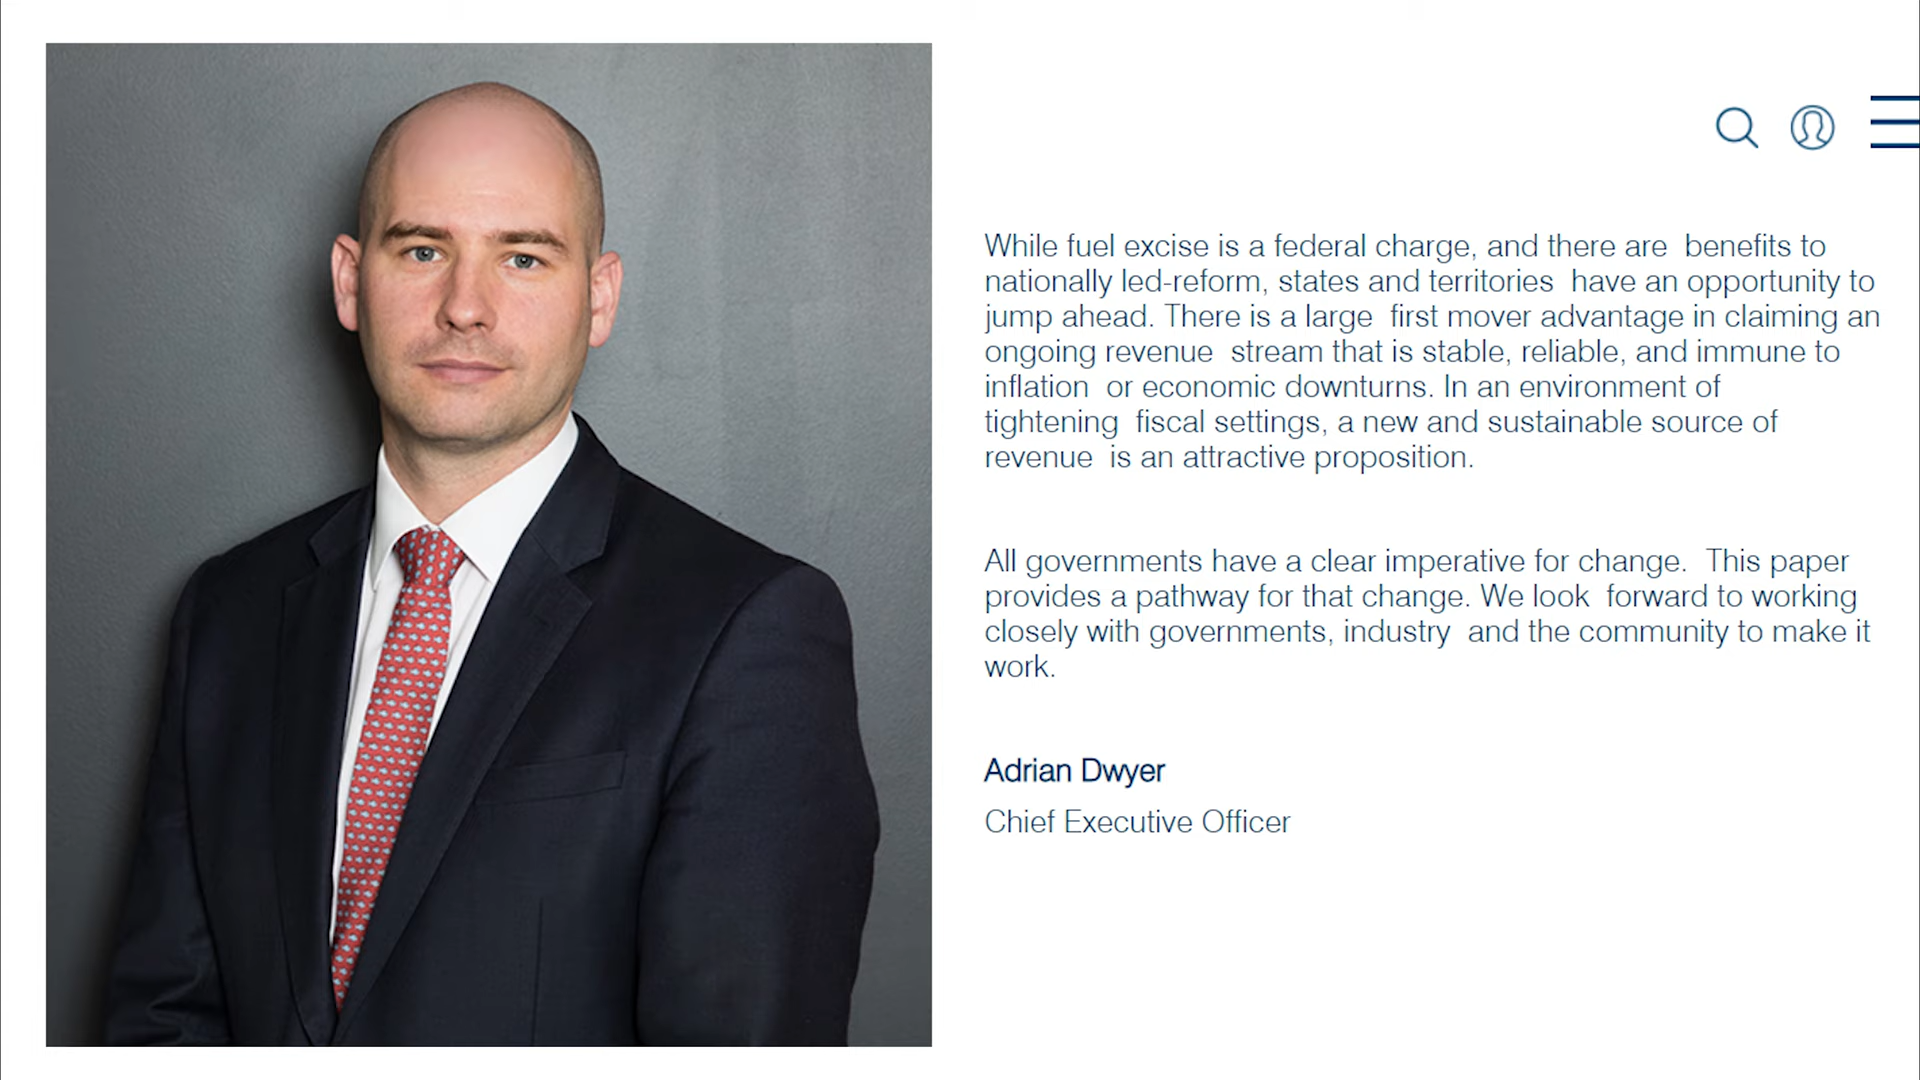 While fuel excise is a federal charge, and there are  benefits to
nationally led-reform, states and territories  have an opportunity to
jump ahead. There is a large  first mover advantage in claiming an
ongoing revenue  stream that is stable, reliable, and immune to
inflation  or economic downturns. In an environment of
tightening  fiscal settings, a new and sustainable source of
revenue  is an attractive proposition.
All governments have a clear imperative for change.  This paper
provides a pathway for that change. We look  forward to working
closely with governments, industry  and the community to make it
work.
Adrian Dwyer
Chief Executive Officer